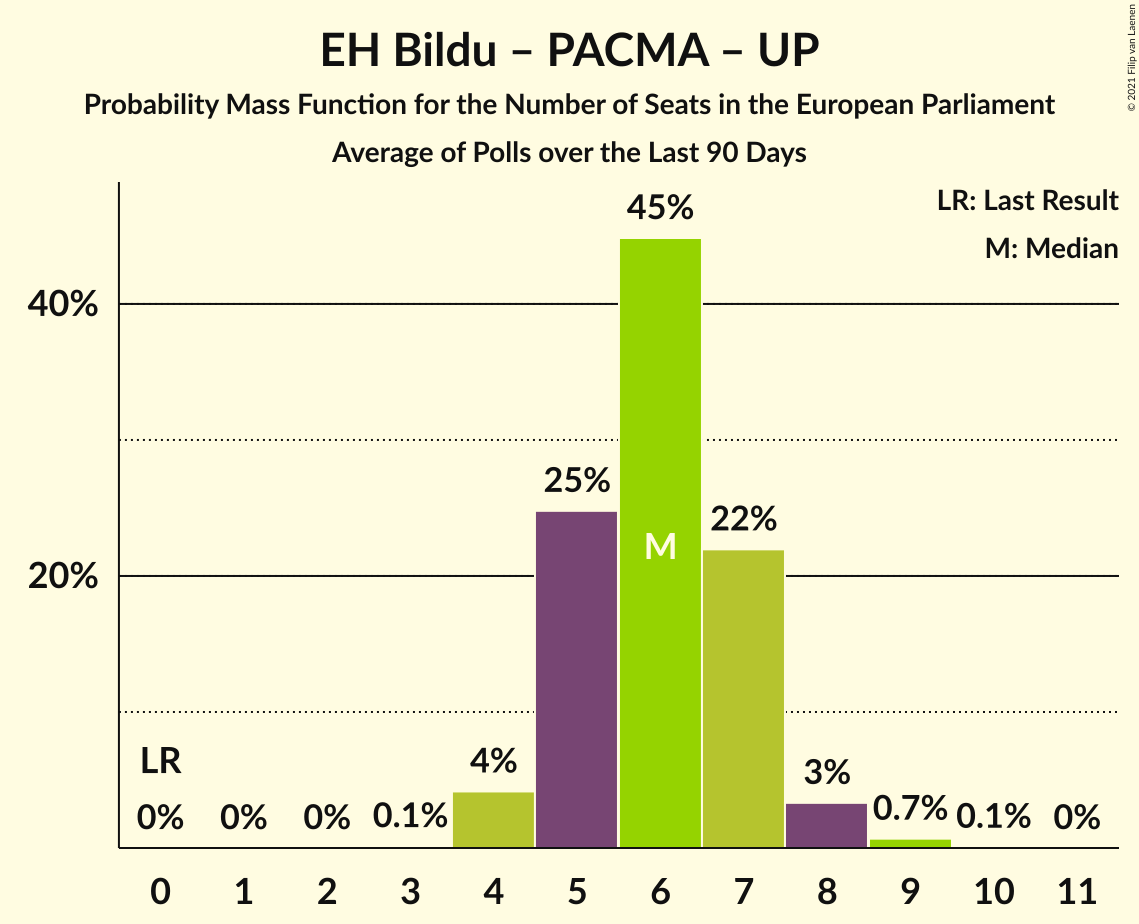 EH Bildu – PACMA – UP
Probability Mass Function for the Number of Seats in the European Parliament
Average of Polls over the Last 90 Days
© 2021 Filip van Laenen
LR: Last Result
M: Median
45%
40%
25%
22%
M
20%
LR
4%
3%
0% 0% 0% 0.1% 0.7% 0.1% 0%
0 1 2 3 4 5 6 7 8 9 10 11